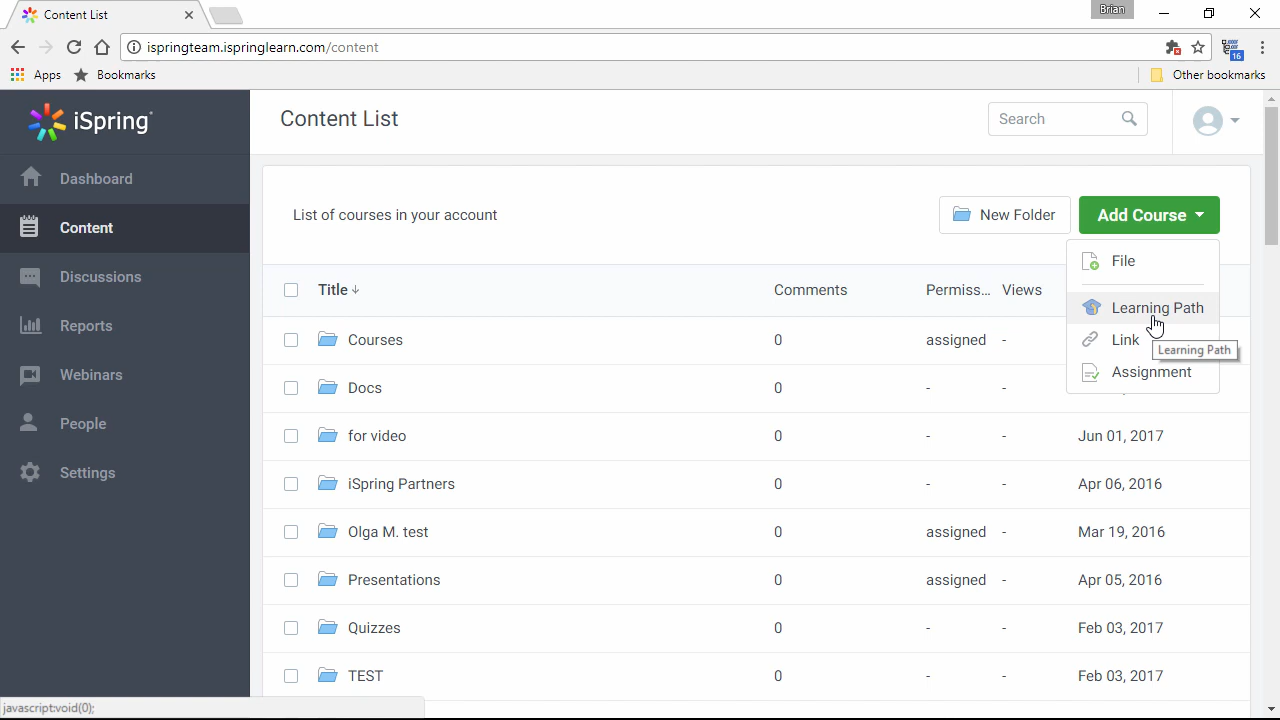 Content List
Brian
ispringteam.ispringlearn.com/content
16
Apps
Bookmarks
Other bookmarks
iSpring
Content List
Search
Dashboard
Content
Discussions
Reports
Webinars
People
Settings
List of courses in your account
New Folder
Add Course
File
Learning Path
Link
Learning Path
Assignment
Title Comments Permiss... Views
Courses 0 assigned -
Docs 0 - -
for video 0 - - Jun 01, 2017
iSpring Partners 0 - - Apr 06, 2016
Olga M. test 0 assigned - Mar 19, 2016
Presentations 0 assigned - Apr 05, 2016
Quizzes 0 - - Feb 03, 2017
TEST 0 - - Feb 03, 2017
javascript:void(0);